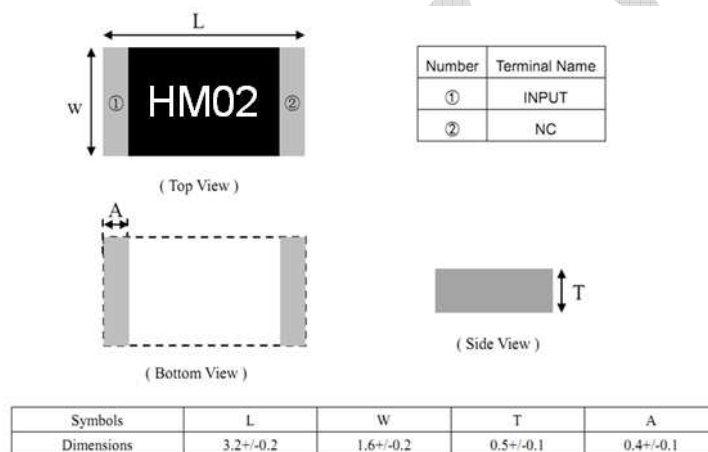 L
W
① HM02 ②
( Top View )
Number Terminal Name
① INPUT
② NC
A
( Bottom View )
T
( Side View )
Symbols L W T A
Dimensions 3.2+/-0.2 1.6+/-0.2 0.5+/-0.1 0.4+/-0.1